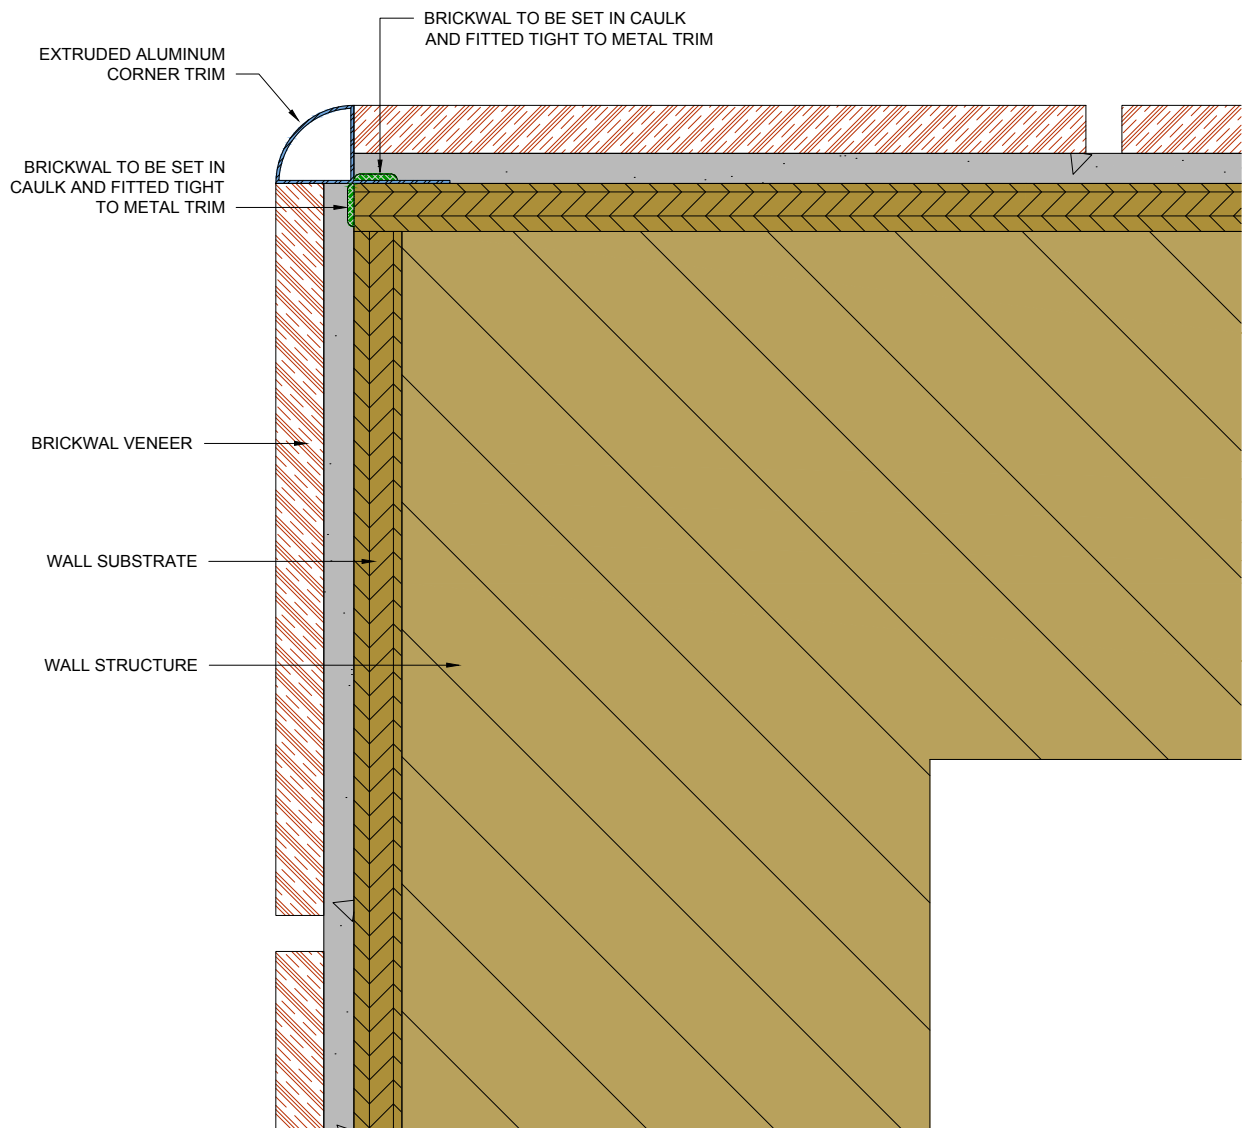 BRICKWAL TO BE SET IN CAULK
AND FITTED TIGHT TO METAL TRIM
EXTRUDED ALUMINUM
CORNER TRIM
BRICKWAL TO BE SET IN
CAULK AND FITTED TIGHT
TO METAL TRIM
BRICKWAL VENEER
WALL SUBSTRATE
WALL STRUCTURE